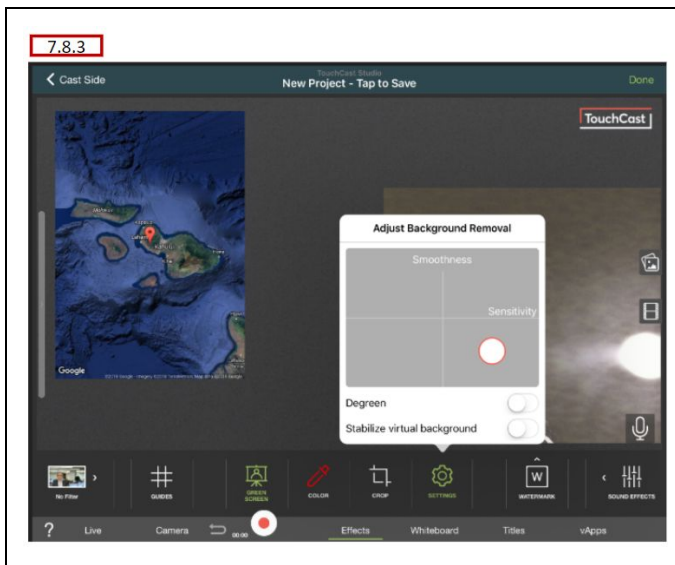 7.8.3
Cast Side
TouchCast Studio
New Project - Tap to Save
Done
TouchCast
Adjust Background Removal
Smoothness
Sensitivity
Google
Degreen
Stabilize virtual background
No Filter
GUIDES
GREEN
SCREEN
COLOR
CROP
SETTINGS
W
WATERMARK
SOUND EFFECTS
?
Live
Camera
00:00
Effects
Whiteboard
Titles
vApps